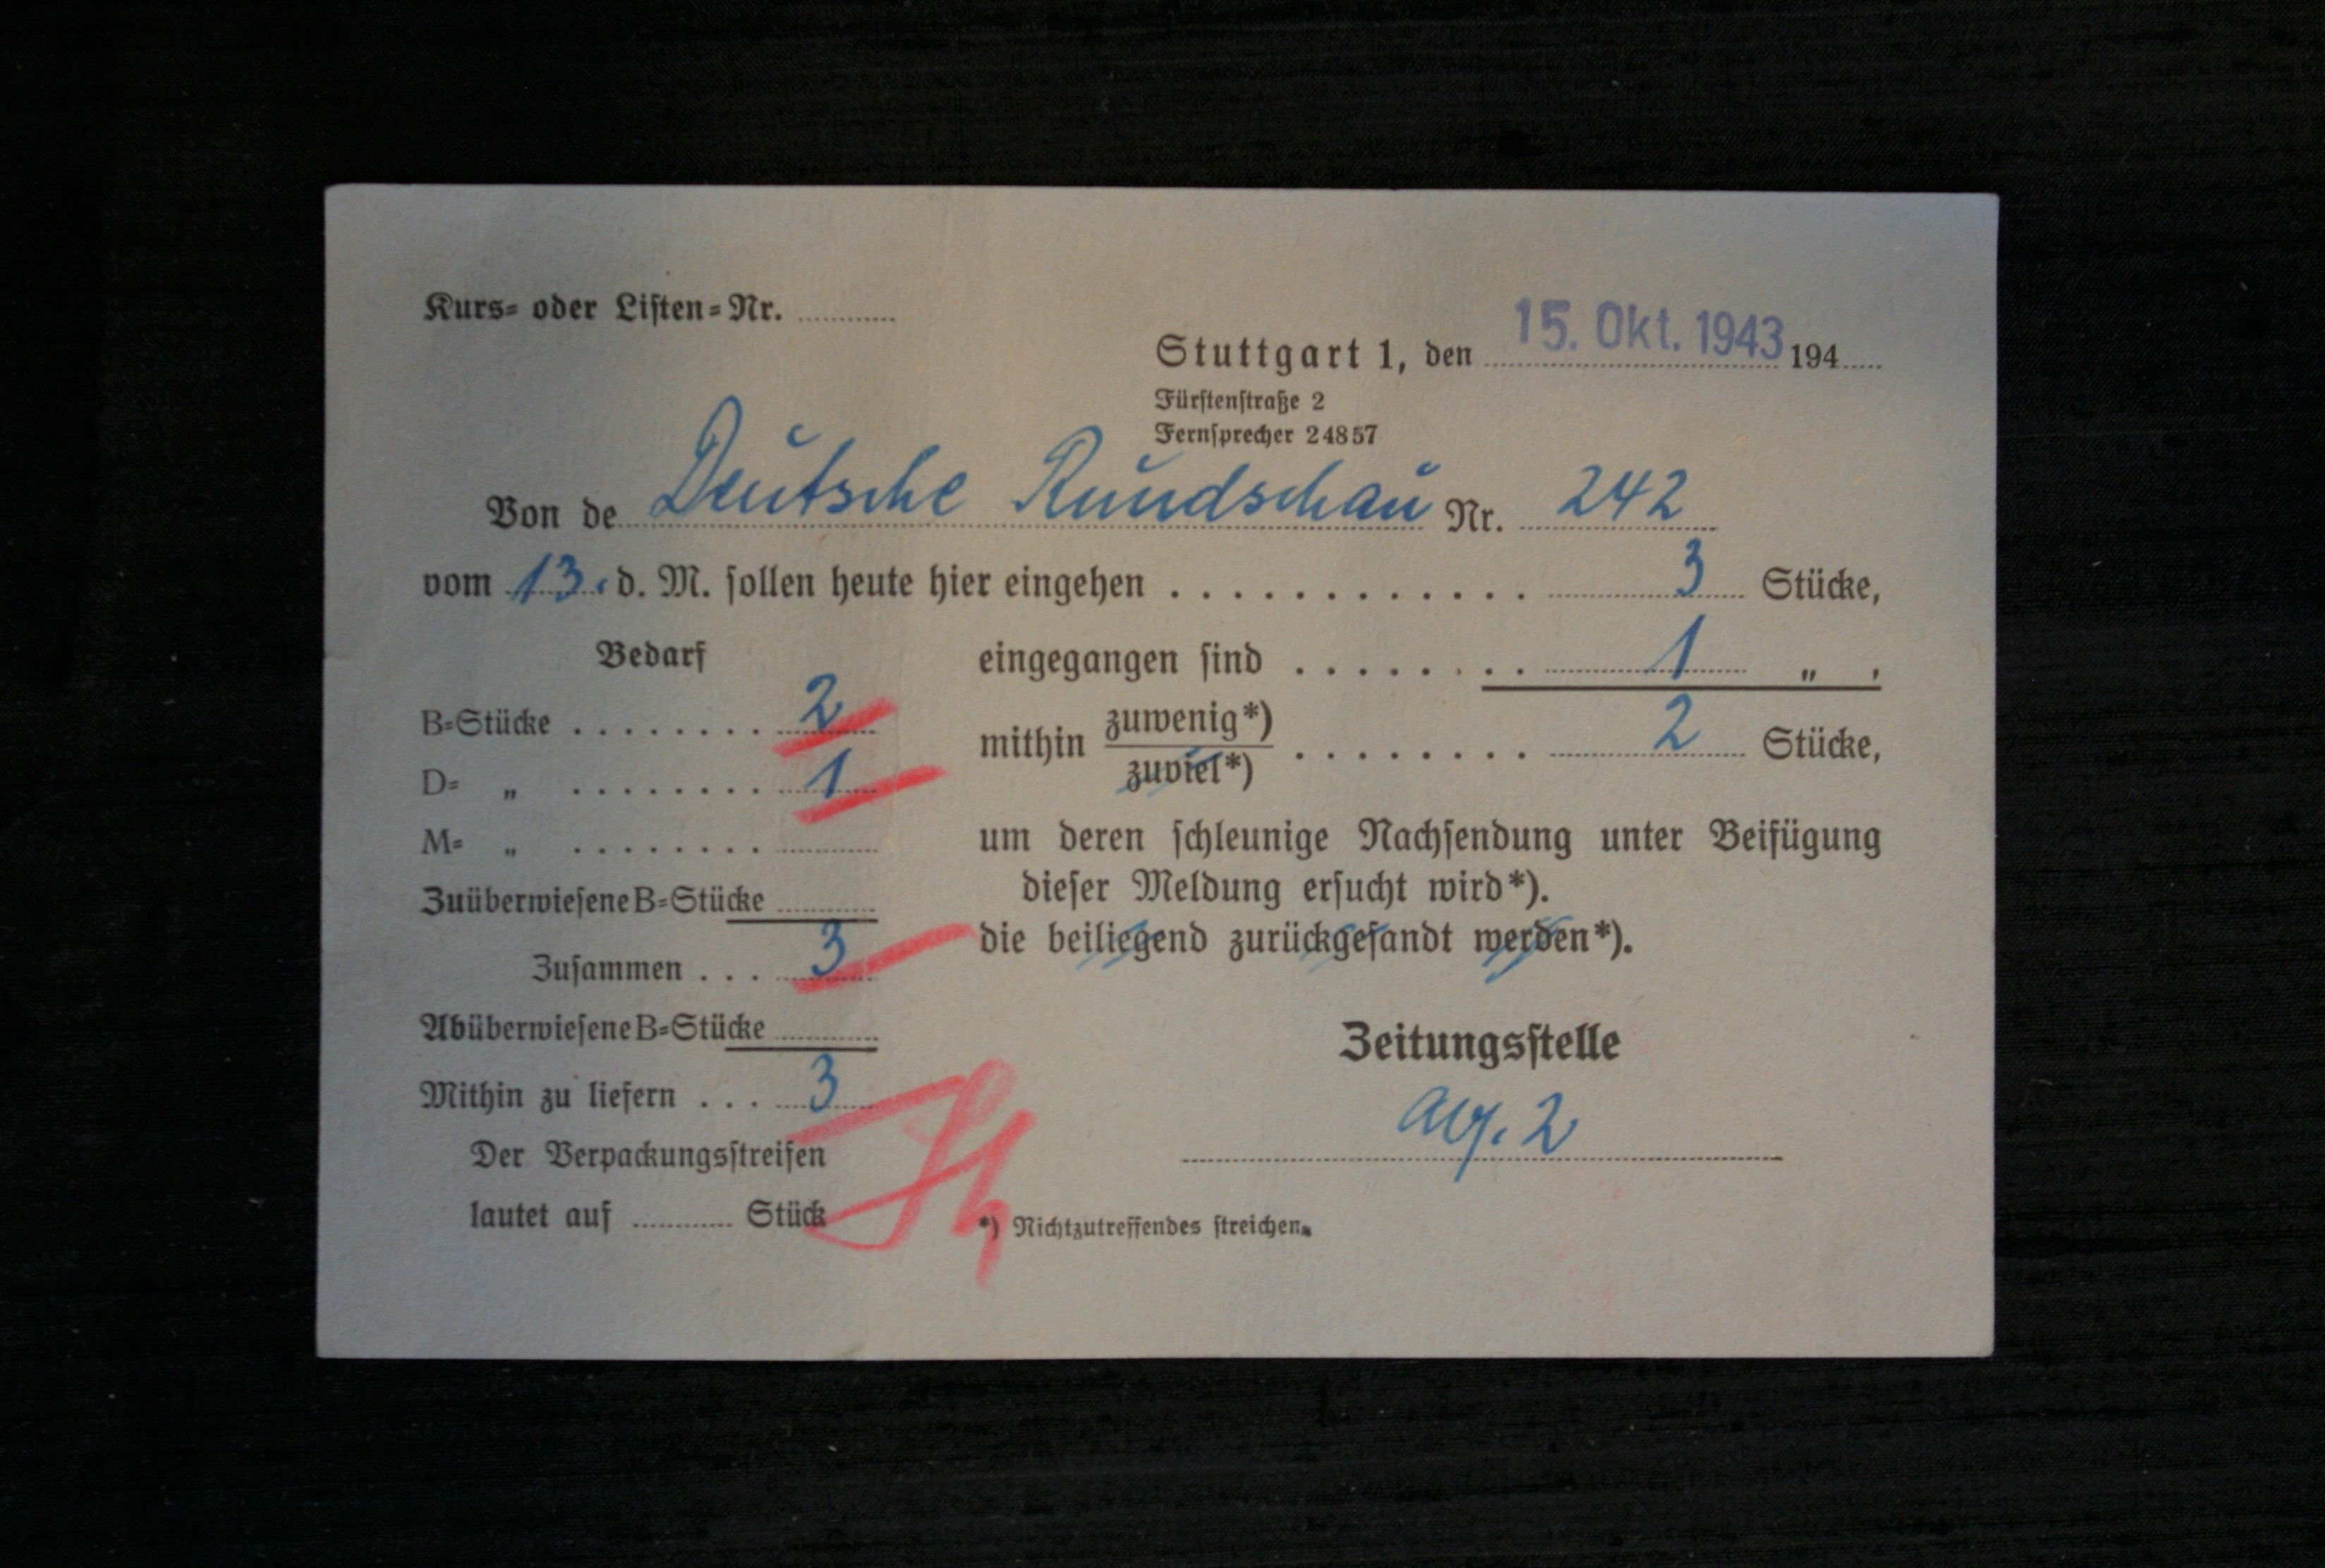 Kurs- oder Listen-Nr. ............
Stuttgart 1, den 15. Okt. 1943 194.....
Fürstenstraße 2
Fernsprecher 24857
Von de Deutsche Rundschau Nr. 242
vom 13. d. M. sollen heute hier eingehen . . . . . . . . . . . . . 3 Stücke,
Bedarf
B-Stücke . . . . . . . . 2
D- „ . . . . . . . . 1
M- „ . . . . . . . . ............
Zuüberwiesene B-Stücke ............
Zusammen . . . 3
Abüberwiesene B-Stücke ............
Mithin zu liefern . . . 3
Der Verpackungsstreifen
lautet auf ............ Stück
eingegangen sind . . . . . . . . 1 „ ,
mithin zuwenig*)
zuviel*) . . . . . . . . 2 Stücke,
um deren schleunige Nachsendung unter Beifügung
dieser Meldung ersucht wird*).
die beiliegend zurückgesandt werden*).
Zeitungsstelle
2
*) Nichtzutreffendes streichen.